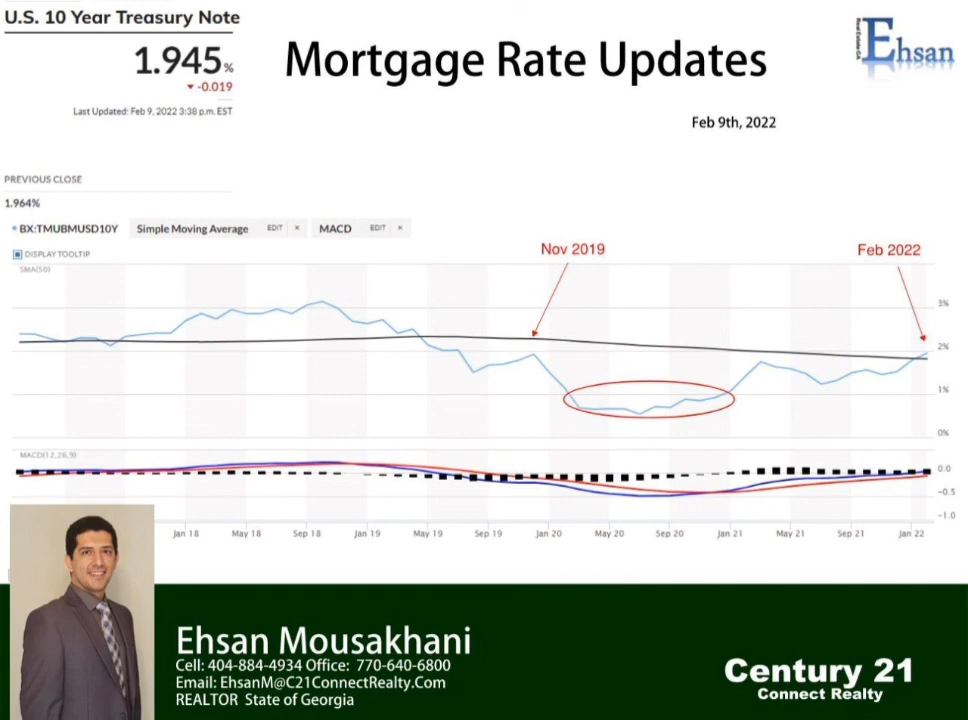 U.S. 10 Year Treasury Note
1.945%
-0.019
Last Updated: Feb 9, 2022 3:38 p.m. EST
Mortgage Rate Updates
Feb 9th, 2022
Real Estate GA
Ehsan
PREVIOUS CLOSE
1.964%
BX:TMUBMUSD10Y Simple Moving Average EDIT × MACD EDIT ×
DISPLAY TOOLTIP
SMA(50)
Nov 2019
Feb 2022
3%
2%
1%
0%
MACD(12,26,9)
0.0
-0.5
-1.0
Jan 18 May 18 Sep 18 Jan 19 May 19 Sep 19 Jan 20 May 20 Sep 20 Jan 21 May 21 Sep 21 Jan 22
Ehsan Mousakhani
Cell: 404-884-4934 Office: 770-640-6800
Email: EhsanM@C21ConnectRealty.Com
REALTOR State of Georgia
Century 21
Connect Realty